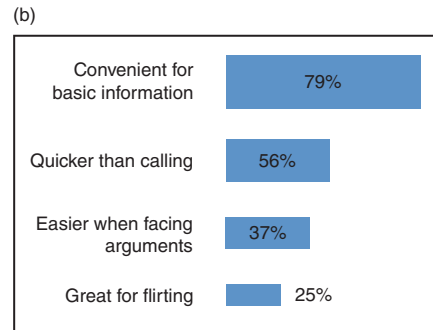 (b)
Convenient for
basic information
79%
Quicker than calling
56%
Easier when facing
arguments
37%
Great for flirting
25%